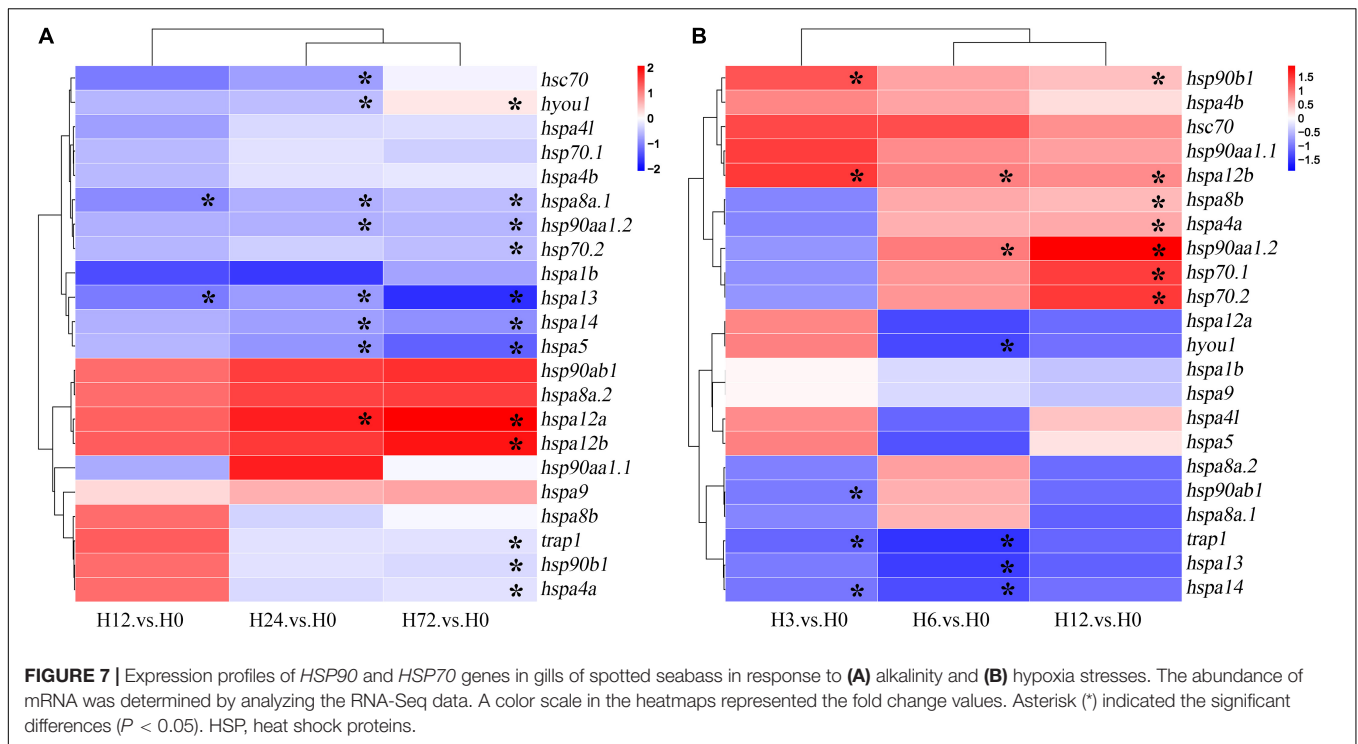 A
hsc70
hyou1
hspa4l
hsp70.1
hspa4b
hspa8a.1
hsp90aa1.2
hsp70.2
hspa1b
hspa13
hspa14
hspa5
hsp90ab1
hspa8a.2
hspa12a
hspa12b
hsp90aa1.1
hspa9
hspa8b
trap1
hsp90b1
hspa4a
2
1
0
−1
−2
H12.vs.H0 H24.vs.H0 H72.vs.H0
B
hsp90b1
hspa4b
hsc70
hsp90aa1.1
hspa12b
hspa8b
hspa4a
hsp90aa1.2
hsp70.1
hsp70.2
hspa12a
hyou1
hspa1b
hspa9
hspa4l
hspa5
hspa8a.2
hsp90ab1
hspa8a.1
trap1
hspa13
hspa14
1.5
1
0.5
0
−0.5
−1
−1.5
H3.vs.H0 H6.vs.H0 H12.vs.H0
FIGURE 7 | Expression profiles of HSP90 and HSP70 genes in gills of spotted seabass in response to (A) alkalinity and (B) hypoxia stresses. The abundance of
mRNA was determined by analyzing the RNA-Seq data. A color scale in the heatmaps represented the fold change values. Asterisk (*) indicated the significant
differences (P < 0.05). HSP, heat shock proteins.